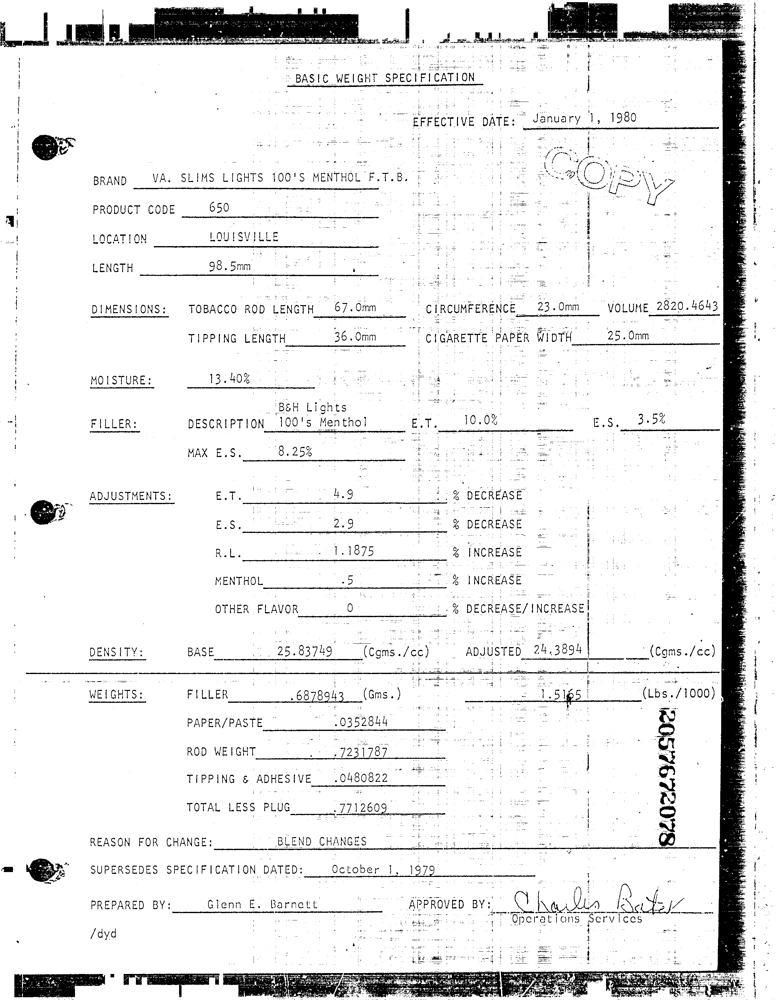 BASIC WEIGHT SPECIFICATION
EFFECTIVE DATE: January 1, 1980
COPY
BRAND VA. SLIMS LIGHTS 100'S MENTHOL F.T.B.
PRODUCT CODE 650
LOCATION LOUISVILLE
LENGTH 98.5mm
DIMENSIONS: TOBACCO ROD LENGTH 67.0mm CIRCUMFERENCE 23.0mm VOLUME 2820.4643
TIPPING LENGTH 36.0mm CIGARETTE PAPER WIDTH 25.0mm
MOISTURE: 13.40%
B&H Lights
FILLER: DESCRIPTION 100's Menthol E.T. 10.0% E.S. 3.5%
MAX E.S. 8.25%
ADJUSTMENTS: E.T. 4.9 % DECREASE
E.S. 2.9 % DECREASE
R.L. 1.1875 % INCREASE
MENTHOL .5 % INCREASE
OTHER FLAVOR 0 % DECREASE/INCREASE
DENSITY: BASE 25.83749 (Cgms./cc) ADJUSTED 24.3894 (Cgms./cc)
WEIGHTS: FILLER .6878943 (Gms.) 1.5165 (Lbs./1000)
PAPER/PASTE .0352844
ROD WEIGHT .7231787
TIPPING & ADHESIVE .0480822
TOTAL LESS PLUG .7712609
2057672078
REASON FOR CHANGE: BLEND CHANGES
SUPERSEDES SPECIFICATION DATED: October 1, 1979
PREPARED BY: Glenn E. Barnett APPROVED BY: Charles
Operations Services
/dyd